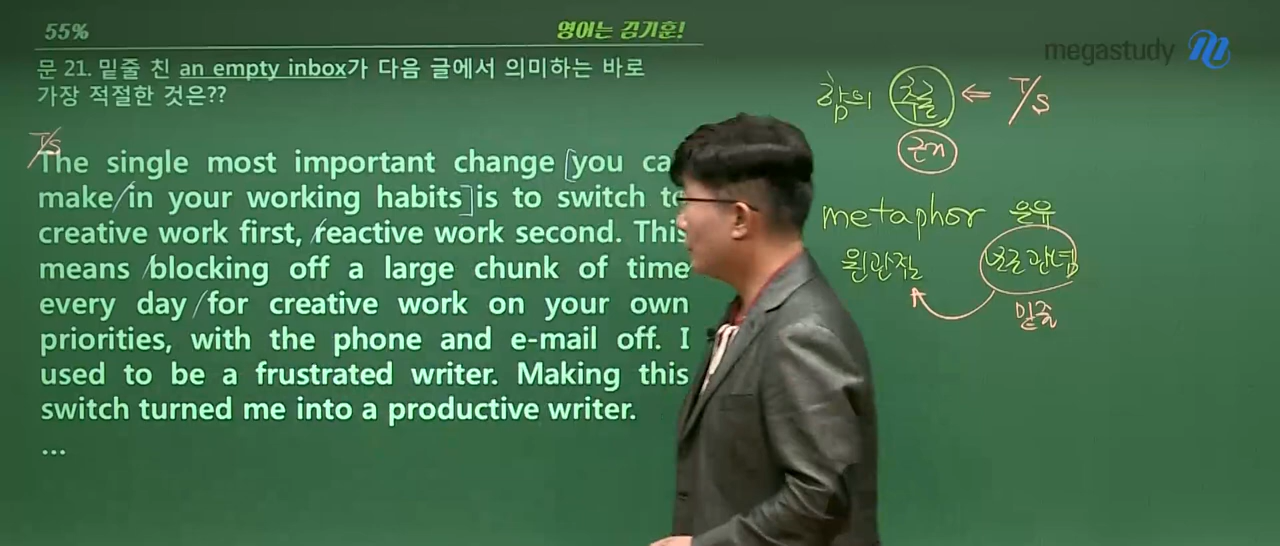 55%
영어는 김기훈!
megastudy
문 21. 밑줄 친 an empty inbox가 다음 글에서 의미하는 바로
가장 적절한 것은??
T/S
The single most important change [you ca
make/in your working habits]is to switch to
creative work first, /reactive work second. This
means /blocking off a large chunk of time
every day/for creative work on your own
priorities, with the phone and e-mail off. I
used to be a frustrated writer. Making this
switch turned me into a productive writer.
...
함의 추론 ⇐ T/S
근거
metaphor 은유
원관념 보조관념
밑줄